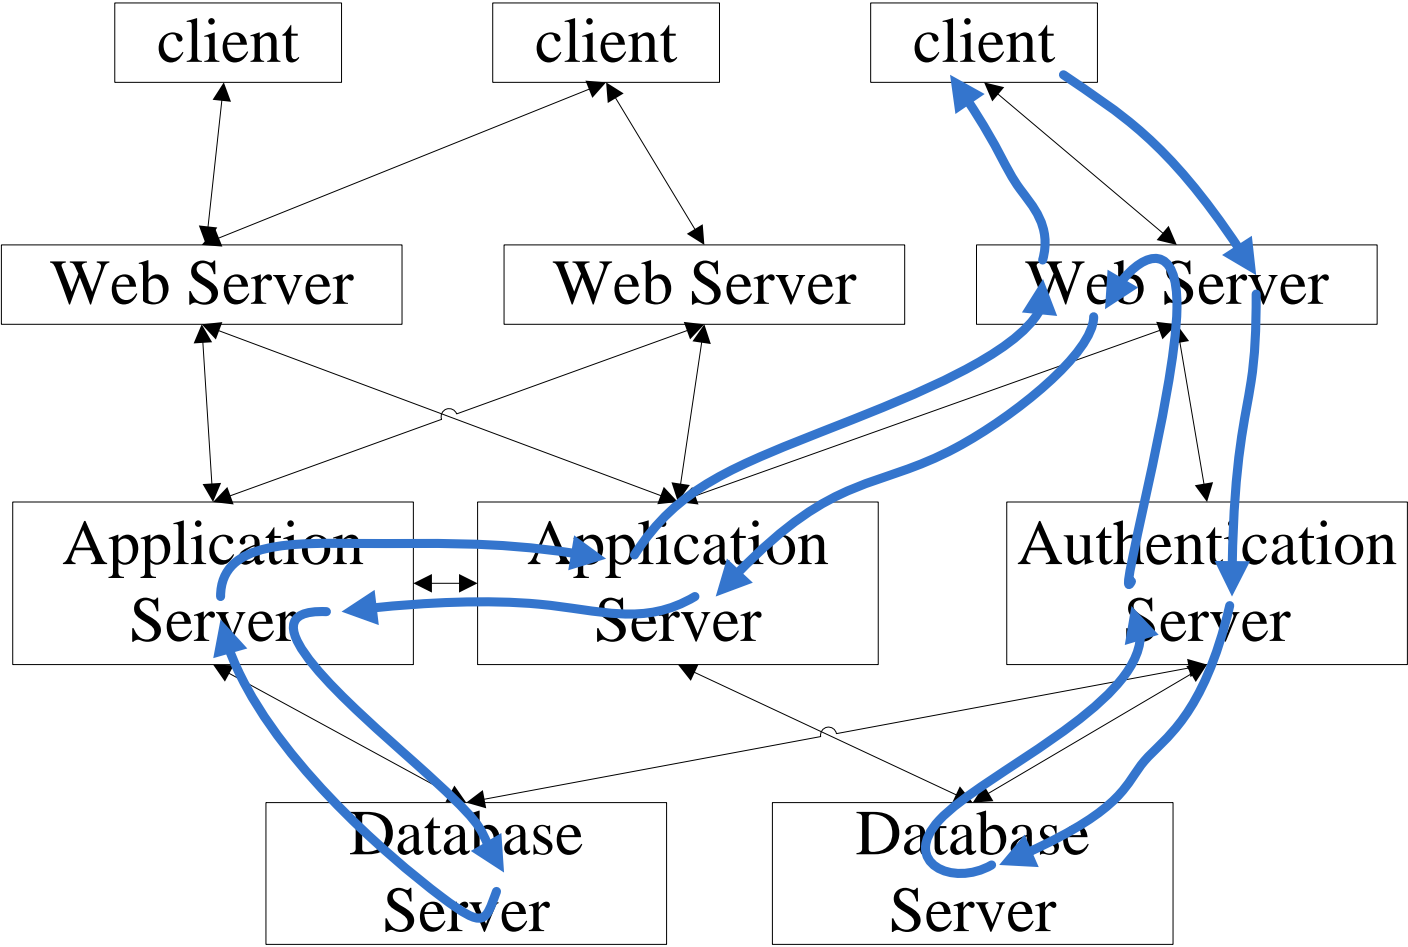 client
client
client
Web Server
Web Server
Web Server
Application
Server
Application
Server
Authentication
Server
Database
Server
Database
Server